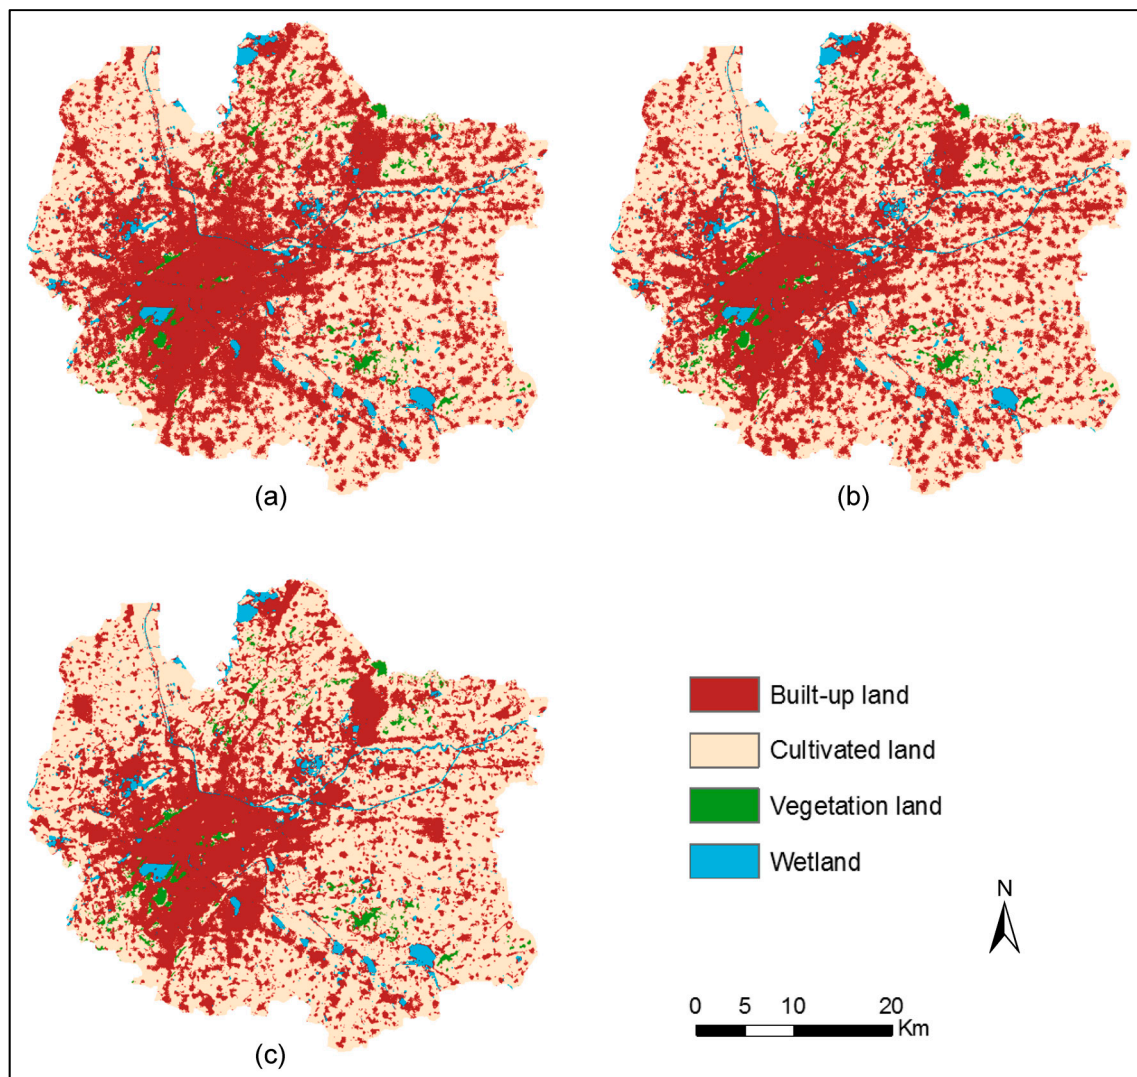 (a)
(b)
(c)
Built-up land
Cultivated land
Vegetation land
Wetland
N
0 5 10 20
Km